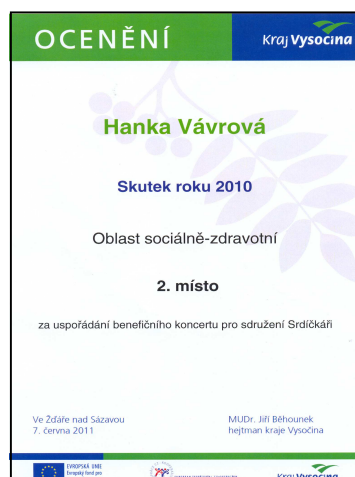 OCENĚNÍ
Kraj Vysočina
Hanka Vávrová
Skutek roku 2010
Oblast sociálně-zdravotní
2. místo
za uspořádání benefičního koncertu pro sdružení Srdíčkáři
Ve Žďáře nad Sázavou
7. června 2011
MUDr. Jiří Běhounek
hejtman kraje Vysočina
EVROPSKÁ UNIE
Evropský fond pro
Kraj Vysočina